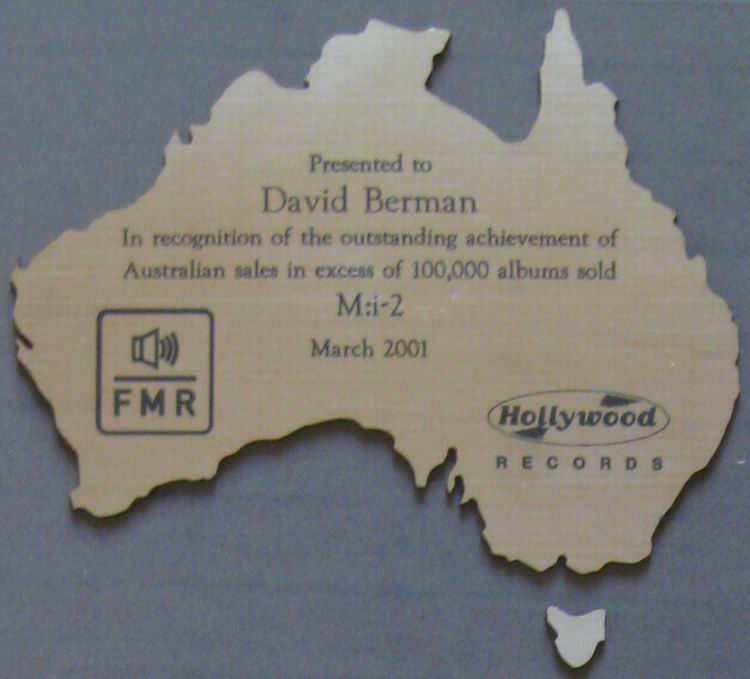 Presented to
David Berman
In recognition of the outstanding achievement of
Australian sales in excess of 100,000 albums sold
M:i-2
March 2001
FMR
Hollywood
RECORDS